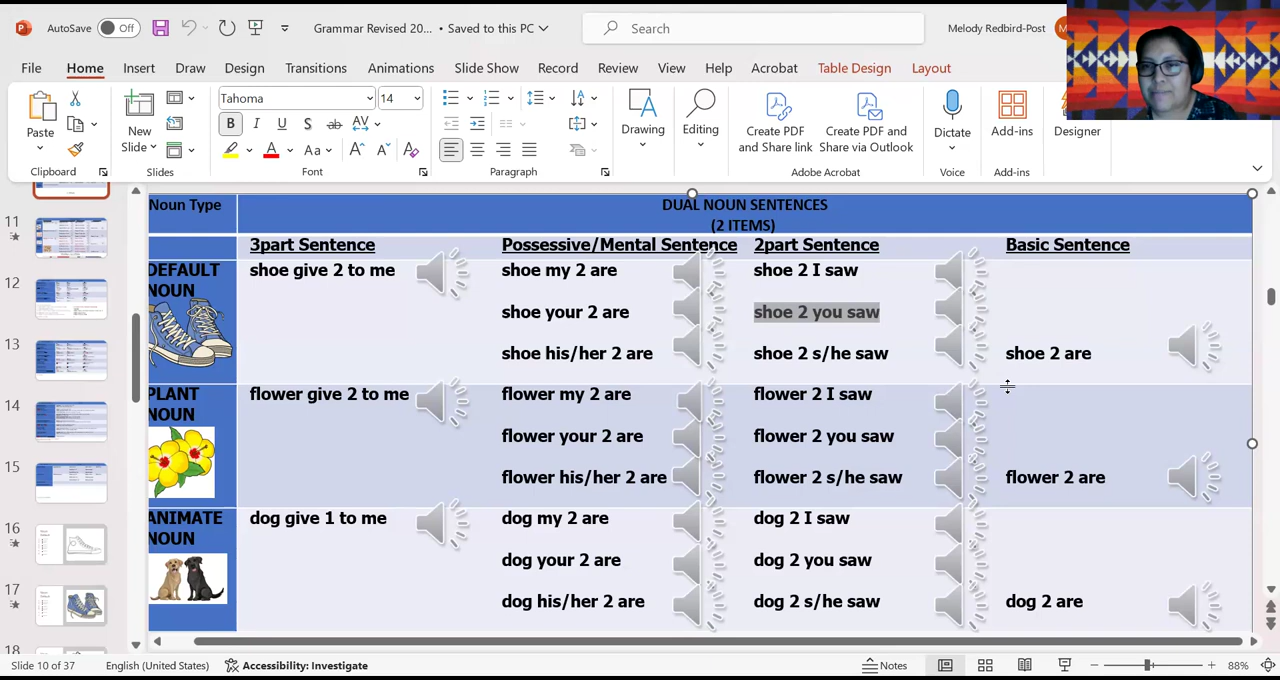 AutoSave Off Grammar Revised 20... • Saved to this PC Search Melody Redbird-Post
File Home Insert Draw Design Transitions Animations Slide Show Record Review View Help Acrobat Table Design Layout
Tahoma 14
Paste New Slide B I U S ab AV Aa A Drawing Editing Create PDF and Share link Create PDF and Share via Outlook Dictate Add-ins Designer
Clipboard Slides Font Paragraph Adobe Acrobat Voice Add-ins
11
12
13
14
15
16
17
18
Noun Type DUAL NOUN SENTENCES
(2 ITEMS)
3part Sentence Possessive/Mental Sentence 2part Sentence Basic Sentence
DEFAULT shoe give 2 to me shoe my 2 are shoe 2 I saw
NOUN
shoe your 2 are shoe 2 you saw
shoe his/her 2 are shoe 2 s/he saw shoe 2 are
PLANT flower give 2 to me flower my 2 are flower 2 I saw
NOUN
flower your 2 are flower 2 you saw
flower his/her 2 are flower 2 s/he saw flower 2 are
ANIMATE dog give 1 to me dog my 2 are dog 2 I saw
NOUN
dog your 2 are dog 2 you saw
dog his/her 2 are dog 2 s/he saw dog 2 are
Slide 10 of 37 English (United States) Accessibility: Investigate Notes 88%